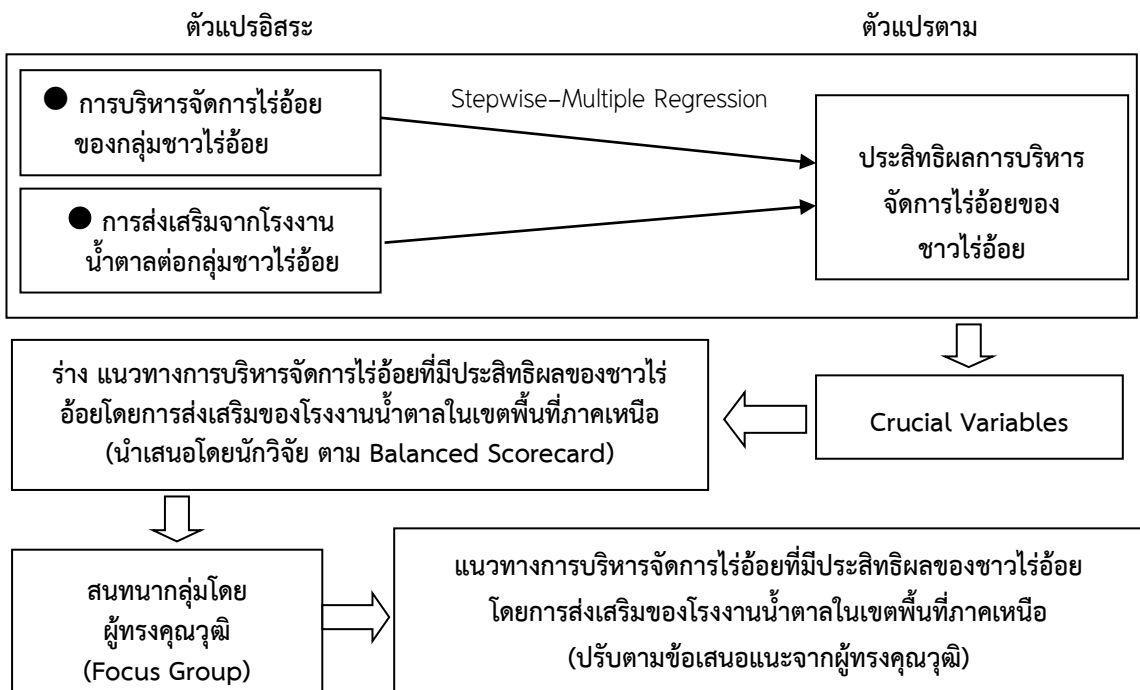 ตัวแปรอิสระ
ตัวแปรตาม
● การบริหารจัดการไร่อ้อย
ของกลุ่มชาวไร่อ้อย
Stepwise-Multiple Regression
● การส่งเสริมจากโรงงาน
น้ำตาลต่อกลุ่มชาวไร่อ้อย
ประสิทธิผลการบริหาร
จัดการไร่อ้อยของ
ชาวไร่อ้อย
Crucial Variables
ร่าง แนวทางการบริหารจัดการไร่อ้อยที่มีประสิทธิผลของชาวไร่
อ้อยโดยการส่งเสริมของโรงงานน้ำตาลในเขตพื้นที่ภาคเหนือ
(นำเสนอโดยนักวิจัย ตาม Balanced Scorecard)
สนทนากลุ่มโดย
ผู้ทรงคุณวุฒิ
(Focus Group)
แนวทางการบริหารจัดการไร่อ้อยที่มีประสิทธิผลของชาวไร่อ้อย
โดยการส่งเสริมของโรงงานน้ำตาลในเขตพื้นที่ภาคเหนือ
(ปรับตามข้อเสนอแนะจากผู้ทรงคุณวุฒิ)